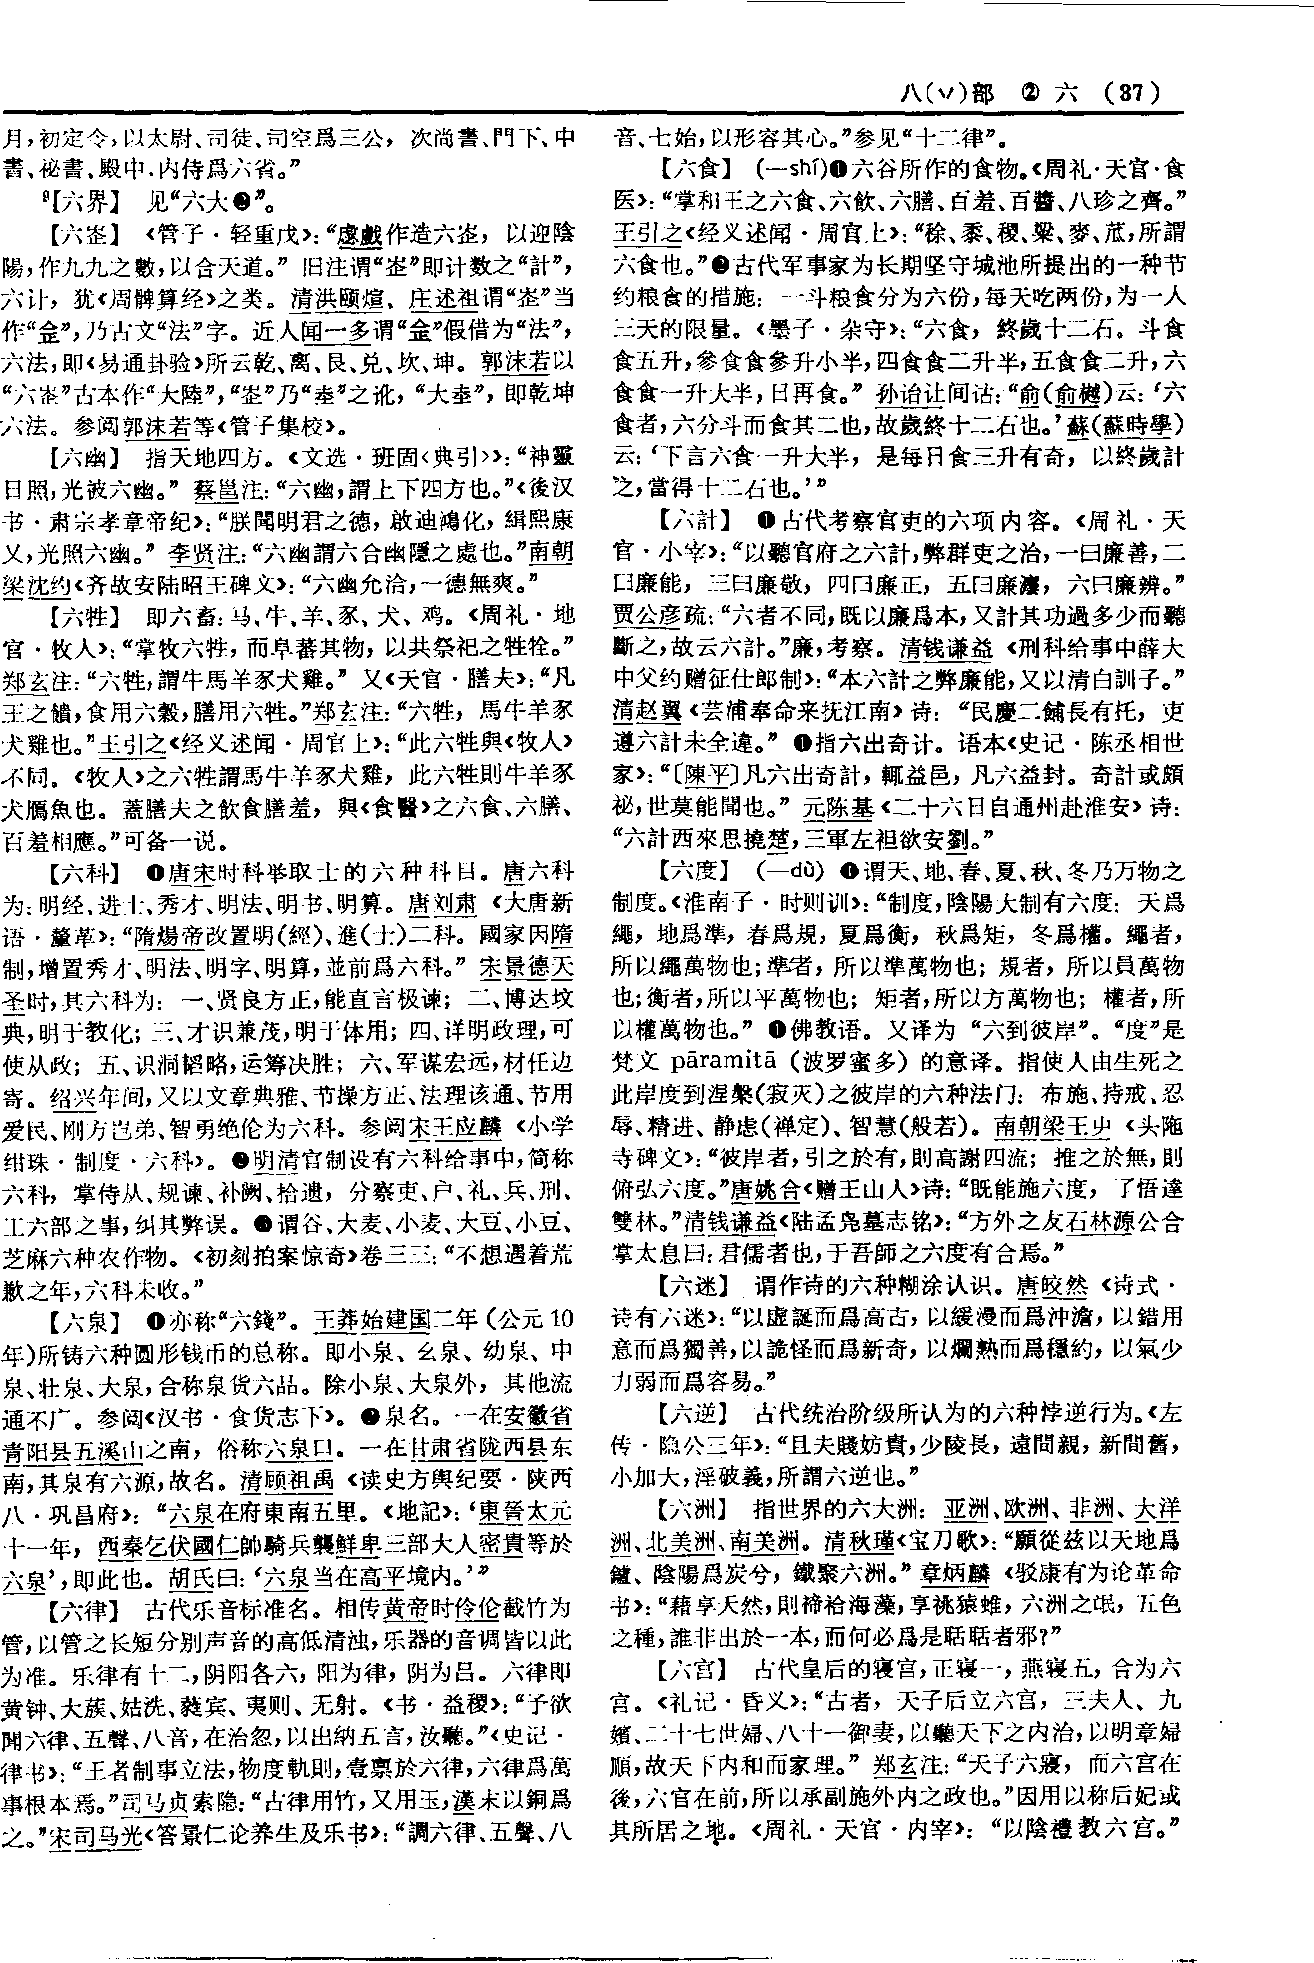 八(丷)部 ② 六 (37)
月，初定令，以太尉、司徒、司空爲三公，次尚書、門下、中
書、祕書、殿中、内侍爲六省。”
【六界】 见“六大❷”。
【六峜】 《管子·轻重戊》：“虙戲作造六峜，以迎陰
陽，作九九之數，以合天道。”旧注谓“峜”即计数之“計”，
六计，犹《周髀算经》之类。清洪颐煊、庄述祖谓“峜”当
作“𠫭”，乃古文“法”字。近人闻一多谓“𠫭”假借为“法”，
六法，即《易通卦验》所云乾、离、艮、兑、坎、坤。郭沫若以
“六峜”古本作“大陸”，“峜”乃“坴”之讹，“大坴”，即乾坤
六法。参阅郭沫若等《管子集校》。
【六幽】 指天地四方。《文选·班固〈典引〉》：“神靈
日照，光被六幽。”蔡邕注：“六幽，謂上下四方也。”《後汉
书·肃宗孝章帝纪》：“朕聞明君之德，啟迪鴻化，緝熙康
乂，光照六幽。”李贤注：“六幽謂六合幽隱之處也。”南朝
梁沈约《齐故安陆昭王碑文》：“六幽允洽，一德無爽。”
【六牲】 即六畜：马、牛、羊、豕、犬、鸡。《周礼·地
官·牧人》：“掌牧六牲，而阜蕃其物，以共祭祀之牲牷。”
郑玄注：“六牲，謂牛馬羊豕犬雞。”又《天官·膳夫》：“凡
王之饋，食用六穀，膳用六牲。”郑玄注：“六牲，馬牛羊豕
犬雞也。”王引之《经义述闻·周官上》：“此六牲與《牧人》
不同。《牧人》之六牲謂馬牛羊豕犬雞，此六牲則牛羊豕
犬鴈魚也。蓋膳夫之飲食膳羞，與《食醫》之六食、六膳、
百羞相應。”可备一说。
【六科】 ❶唐宋时科举取士的六种科目。唐六科
为：明经、进士、秀才、明法、明书、明算。唐刘肃《大唐新
语·釐革》：“隋煬帝改置明(經)、進(士)二科。國家因隋
制，增置秀才、明法、明字、明算，並前爲六科。”宋景德天
圣时，其六科为：一、贤良方正，能直言极谏；二、博达坟
典，明于教化；三、才识兼茂，明于体用；四、详明政理，可
使从政；五、识洞韬略，运筹决胜；六、军谋宏远，材任边
寄。绍兴年间，又以文章典雅、节操方正、法理该通、节用
爱民、刚方岂弟、智勇绝伦为六科。参阅宋王应麟《小学
绀珠·制度·六科》。❷明清官制设有六科给事中，简称
六科，掌侍从、规谏、补阙、拾遗，分察吏、户、礼、兵、刑、
工六部之事，纠其弊误。❸谓谷、大麦、小麦、大豆、小豆、
芝麻六种农作物。《初刻拍案惊奇》卷三三：“不想遇着荒
歉之年，六科未收。”
【六泉】 ❶亦称“六錢”。王莽始建国二年(公元10
年)所铸六种圆形钱币的总称。即小泉、幺泉、幼泉、中
泉、壮泉、大泉，合称泉货六品。除小泉、大泉外，其他流
通不广。参阅《汉书·食货志下》。❷泉名。一在安徽省
青阳县五溪山之南，俗称六泉口。一在甘肃省陇西县东
南，其泉有六源，故名。清顾祖禹《读史方舆纪要·陕西
八·巩昌府》：“六泉在府東南五里。《地記》：‘東晉太元
十一年，西秦乞伏國仁帥騎兵襲鮮卑三部大人密貴等於
六泉’，即此也。胡氏曰：‘六泉当在高平境内。’”
【六律】 古代乐音标准名。相传黄帝时伶伦截竹为
管，以管之长短分别声音的高低清浊，乐器的音调皆以此
为准。乐律有十二，阴阳各六，阳为律，阴为吕。六律即
黄钟、大蔟、姑洗、蕤宾、夷则、无射。《书·益稷》：“予欲
聞六律、五聲、八音，在治忽，以出纳五言，汝聽。”《史记·
律书》：“王者制事立法，物度軌則，壹禀於六律，六律爲萬
事根本焉。”司马贞索隐：“古律用竹，又用玉，漢末以銅爲
之。”宋司马光《答景仁论养生及乐书》：“調六律、五聲、八
音、七始，以形容其心。”参见“十二律”。
【六食】 (—shí)❶六谷所作的食物。《周礼·天官·食
医》：“掌和王之六食、六飲、六膳、百羞、百醬、八珍之齊。”
王引之《经义述闻·周官上》：“稌、黍、稷、粱、麥、苽，所謂
六食也。”❷古代军事家为长期坚守城池所提出的一种节
约粮食的措施：一斗粮食分为六份，每天吃两份，为一人
三天的限量。《墨子·杂守》：“六食，終歲十二石。斗食
食五升，參食食參升小半，四食食二升半，五食食二升，六
食食一升大半，日再食。”孙诒让间诂：“俞(俞樾)云：‘六
食者，六分斗而食其二也，故歲終十二石也。’蘇(蘇時學)
云：‘下言六食一升大半，是每日食三升有奇，以終歲計
之，當得十二石也。’”
【六計】 ❶古代考察官吏的六项内容。《周礼·天
官·小宰》：“以聽官府之六計，弊群吏之治，一曰廉善，二
曰廉能，三曰廉敬，四曰廉正，五曰廉灋，六曰廉辨。”
贾公彦疏：“六者不同，既以廉爲本，又計其功過多少而聽
斷之，故云六計。”廉，考察。清钱谦益《刑科给事中薛大
中父约赠征仕郎制》：“本六計之弊廉能，又以清白訓子。”
清赵翼《芸浦奉命来抚江南》诗：“民慶二鋪長有托，吏
遵六計未全違。”❶指六出奇计。语本《史记·陈丞相世
家》：“〔陳平〕凡六出奇計，輒益邑，凡六益封。奇計或頗
祕，世莫能聞也。”元陈基《二十六日自通州赴淮安》诗：
“六計西來思撓楚，三軍左袒欲安劉。”
【六度】 (—dù) ❶谓天、地、春、夏、秋、冬乃万物之
制度。《淮南子·时则训》：“制度，陰陽大制有六度：天爲
繩，地爲準，春爲規，夏爲衡，秋爲矩，冬爲權。繩者，
所以繩萬物也；準者，所以準萬物也；規者，所以員萬物
也；衡者，所以平萬物也；矩者，所以方萬物也；權者，所
以權萬物也。”❶佛教语。又译为“六到彼岸”。“度”是
梵文 pāramitā (波罗蜜多)的意译。指使人由生死之
此岸度到涅槃(寂灭)之彼岸的六种法门：布施、持戒、忍
辱、精进、静虑(禅定)、智慧(般若)。南朝梁王屮《头陁
寺碑文》：“彼岸者，引之於有，則高謝四流；推之於無，則
俯弘六度。”唐姚合《赠王山人》诗：“既能施六度，了悟達
雙林。”清钱谦益《陆孟凫墓志铭》：“方外之友石林源公合
掌太息曰：君儒者也，于吾師之六度有合焉。”
【六迷】 谓作诗的六种糊涂认识。唐皎然《诗式·
诗有六迷》：“以虚誕而爲高古，以緩漫而爲沖澹，以錯用
意而爲獨善，以詭怪而爲新奇，以爛熟而爲穩約，以氣少
力弱而爲容易。”
【六逆】 古代统治阶级所认为的六种悖逆行为。《左
传·隐公三年》：“且夫賤妨貴，少陵長，遠間親，新間舊，
小加大，淫破義，所謂六逆也。”
【六洲】 指世界的六大洲：亚洲、欧洲、非洲、大洋
洲、北美洲、南美洲。清秋瑾《宝刀歌》：“願從兹以天地爲
鑪、陰陽爲炭兮，鐵聚六洲。”章炳麟《驳康有为论革命
书》：“藉享天然，則褅祫海藻，享祧猿蜼，六洲之氓，五色
之種，誰非出於一本，而何必爲是聒聒者邪？”
【六宫】 古代皇后的寝宫，正寝一，燕寝五，合为六
宫。《礼记·昏义》：“古者，天子后立六宫，三夫人、九
嬪、二十七世婦、八十一御妻，以聽天下之内治，以明章婦
順，故天下内和而家理。”郑玄注：“天子六寢，而六宫在
後，六官在前，所以承副施外内之政也。”因用以称后妃或
其所居之地。《周礼·天官·内宰》：“以陰禮教六宫。”